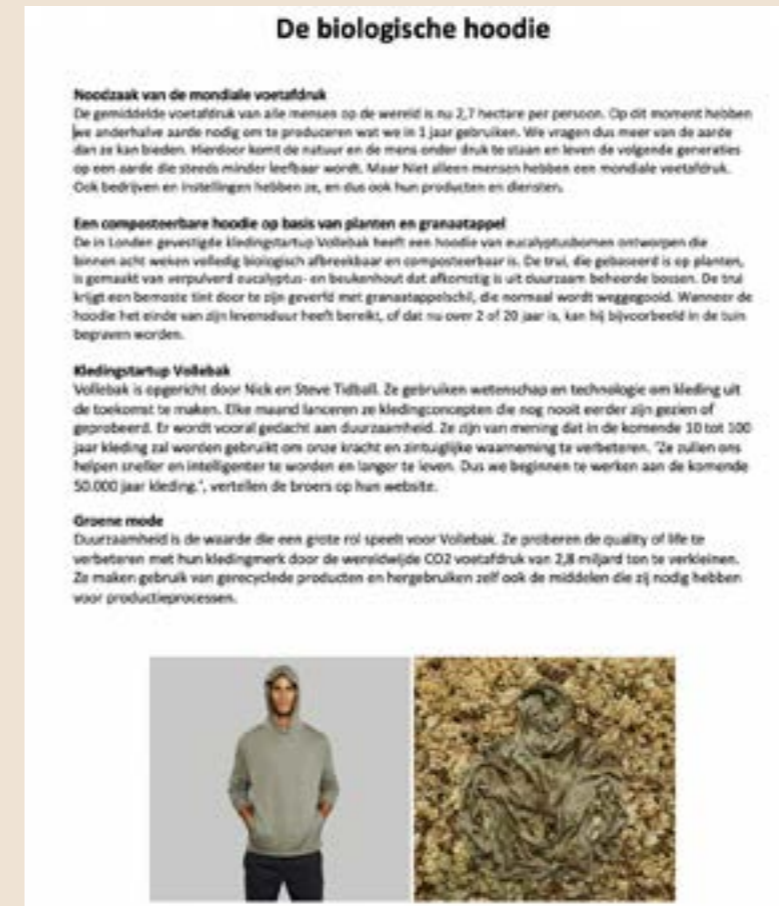 De biologische hoodie
Noodzaak van de mondiale voetafdruk
De gemiddelde voetafdruk van alle mensen op de wereld is nu 2,7 hectare per persoon. Op dit moment hebben
we anderhalve aarde nodig om te produceren wat we in 1 jaar gebruiken. We vragen dus meer van de aarde
dan ze kan bieden. Hierdoor komt de natuur en de mens onder druk te staan en leven de volgende generaties
op een aarde die steeds minder leefbaar wordt. Maar Niet alleen mensen hebben een mondiale voetafdruk.
Ook bedrijven en instellingen hebben ze, en dus ook hun producten en diensten.
Een composteerbare hoodie op basis van planten en granaatappel
De in Londen gevestigde kledingstartup Vollebak heeft een hoodie van eucalyptusbomen ontworpen die
binnen acht weken volledig biologisch afbreekbaar en composteerbaar is. De trui, die gebaseerd is op planten,
is gemaakt van verpulverd eucalyptus- en beukenhout dat afkomstig is uit duurzaam beheerde bossen. De trui
krijgt een bemoste tint door te zijn geverfd met granaatappelschil, die normaal wordt weggegooid. Wanneer de
hoodie het einde van zijn levensduur heeft bereikt, of dat nu over 2 of 20 jaar is, kan hij bijvoorbeeld in de tuin
begraven worden.
Kledingstartup Vollebak
Vollebak is opgericht door Nick en Steve Tidball. Ze gebruiken wetenschap en technologie om kleding uit
de toekomst te maken. Elke maand lanceren ze kledingconcepten die nog nooit eerder zijn gezien of
geprobeerd. Er wordt vooral gedacht aan duurzaamheid. Ze zijn van mening dat in de komende 10 tot 100
jaar kleding zal worden gebruikt om onze kracht en zintuiglijke waarneming te verbeteren. "Ze zullen ons
helpen sneller en intelligenter te worden en langer te leven. Dus we beginnen te werken aan de komende
50.000 jaar kleding.", vertellen de broers op hun website.
Groene mode
Duurzaamheid is de waarde die een grote rol speelt voor Vollebak. Ze proberen de quality of life te
verbeteren met hun kledingmerk door de wereldwijde CO2 voetafdruk van 2,8 miljard ton te verkleinen.
Ze maken gebruik van gerecyclede producten en hergebruiken zelf ook de middelen die zij nodig hebben
voor productieprocessen.